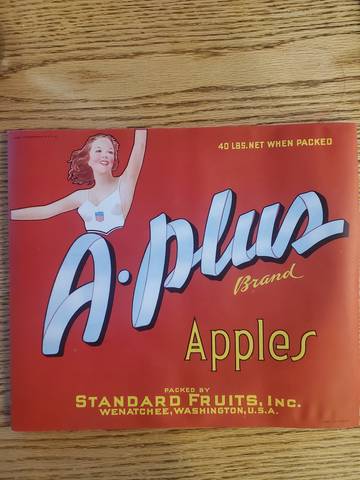 40 LBS. NET WHEN PACKED
A·plus
Brand
Apples
PACKED BY
STANDARD FRUITS, INC.
WENATCHEE, WASHINGTON, U.S.A.